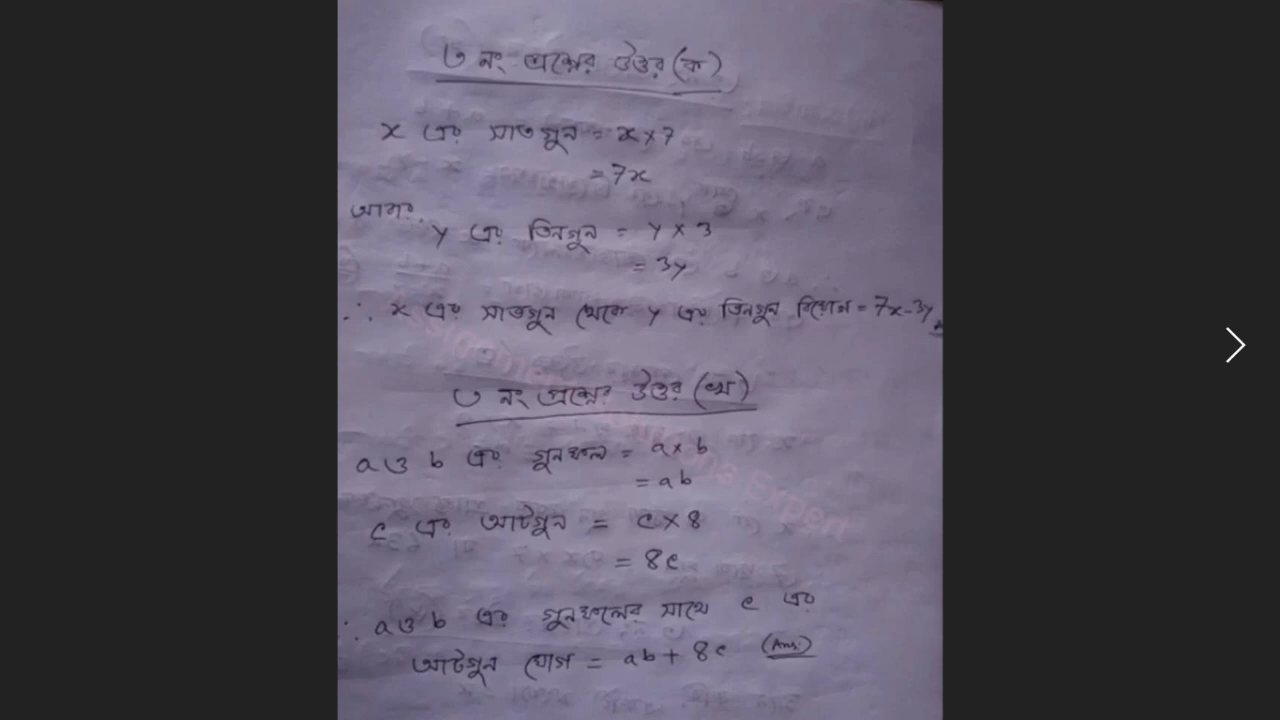 ৩ নং প্রশ্নের উত্তর (ক)
x এর সাতগুন = x × 7
= 7x
আবার,
y এর তিনগুন = y × 3
= 3y
∴ x এর সাতগুন থেকে y এর তিনগুন বিয়োগ = 7x - 3y
৩ নং প্রশ্নের উত্তর (খ)
a ও b এর গুনফল = a × b
= ab
c এর আটগুন = c × 8
= 8c
∴ a ও b এর গুনফলের সাথে c এর
আটগুন যোগ = ab + 8c (Ans:)